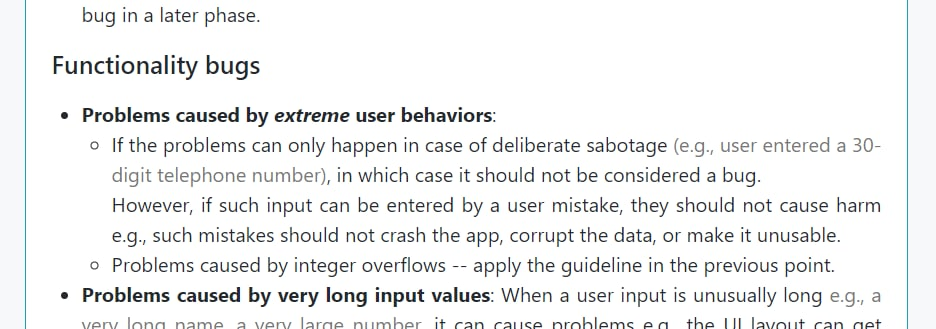 bug in a later phase.
Functionality bugs
Problems caused by extreme user behaviors:
If the problems can only happen in case of deliberate sabotage (e.g., user entered a 30-
digit telephone number), in which case it should not be considered a bug.
However, if such input can be entered by a user mistake, they should not cause harm
e.g., such mistakes should not crash the app, corrupt the data, or make it unusable.
Problems caused by integer overflows -- apply the guideline in the previous point.
Problems caused by very long input values: When a user input is unusually long e.g., a
very long name, a very large number, it can cause problems e.g., the UI layout can get